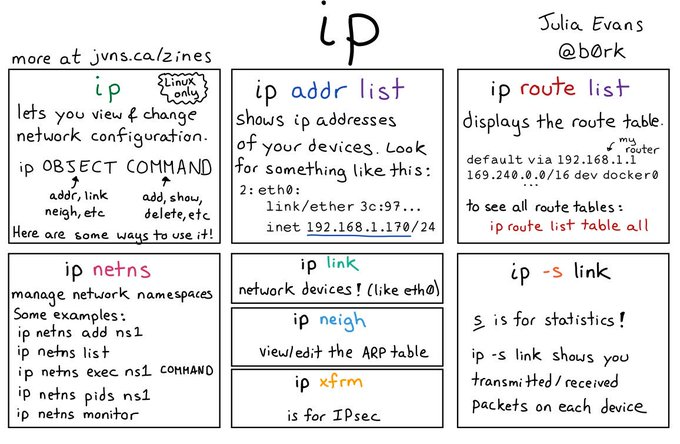 ip
Julia Evans
@b0rk
more at jvns.ca/zines
ip
Linux
only
lets you view & change
network configuration.
ip OBJECT COMMAND
addr, link
neigh, etc
add, show,
delete, etc
Here are some ways to use it!
ip addr list
shows ip addresses
of your devices. Look
for something like this:
2: eth0:
link/ether 3c:97...
inet 192.168.1.170/24
ip route list
displays the route table.
my
router
default via 192.168.1.1
169.240.0.0/16 dev docker0
...
to see all route tables:
ip route list table all
ip netns
manage network namespaces
Some examples:
ip netns add ns1
ip netns list
ip netns exec ns1 COMMAND
ip netns pids ns1
ip netns monitor
ip link
network devices! (like eth0)
ip neigh
view/edit the ARP table
ip xfrm
is for IPsec
ip -s link
s is for statistics!
ip -s link shows you
transmitted/received
packets on each device